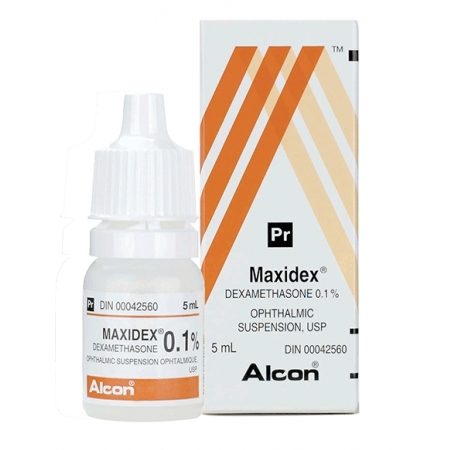 Pr DIN 00042560 5 mL
MAXIDEX® 0.1%
DEXAMETHASONE
OPHTHALMIC SUSPENSION OPHTALMIQUE,
USP
Alcon®
™
Pr
Maxidex®
DEXAMETHASONE 0.1%
OPHTHALMIC
SUSPENSION, USP
5 mL DIN 00042560
Alcon®